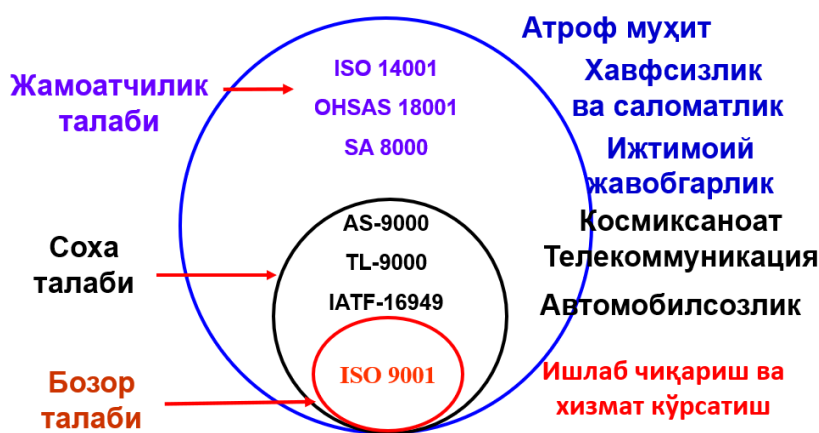 Атроф муҳит
Жамоатчилик
талаби
ISO 14001
OHSAS 18001
SA 8000
Хавфсизлик
ва саломатлик
Ижтимоий
жавобгарлик
Соха
талаби
AS-9000
TL-9000
IATF-16949
Космиксаноат
Телекоммуникация
Автомобилсозлик
Бозор
талаби
ISO 9001
Ишлаб чиқариш ва
хизмат кўрсатиш